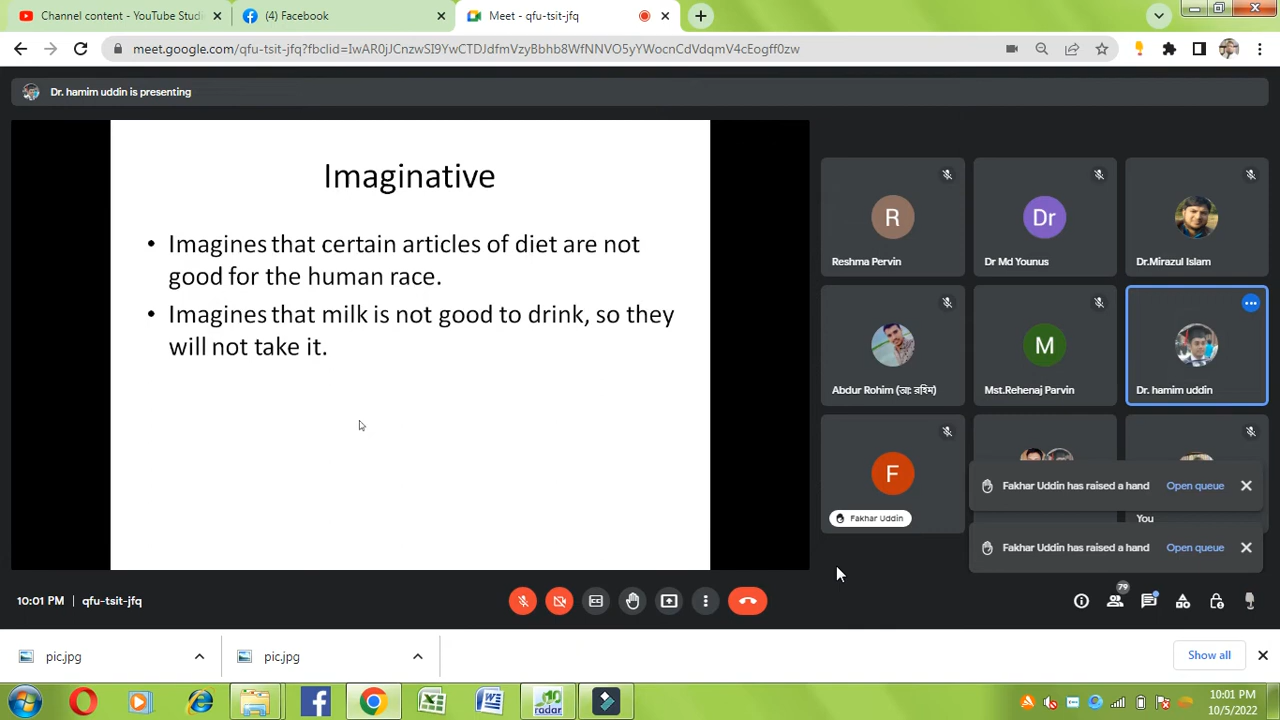 Channel content - YouTube Stud
(4) Facebook
Meet - qfu-tsit-jfq
meet.google.com/qfu-tsit-jfq?fbclid=IwAR0jJCnzwSI9YwCTDJdfmVzyBbhb8WfNNVO5yYWocnCdVdqmV4cEogff0zw
Dr. hamim uddin is presenting
Imaginative
• Imagines that certain articles of diet are not
good for the human race.
• Imagines that milk is not good to drink, so they
will not take it.
R
Reshma Pervin
Dr
Dr Md Younus
Dr.Mirazul Islam
Abdur Rohim (আঃ রহিম)
M
Mst.Rehenaj Parvin
Dr. hamim uddin
F
Fakhar Uddin
Fakhar Uddin has raised a hand Open queue
You
Fakhar Uddin has raised a hand Open queue
10:01 PM | qfu-tsit-jfq
79
pic.jpg
pic.jpg
Show all
10
radar
10:01 PM
10/5/2022